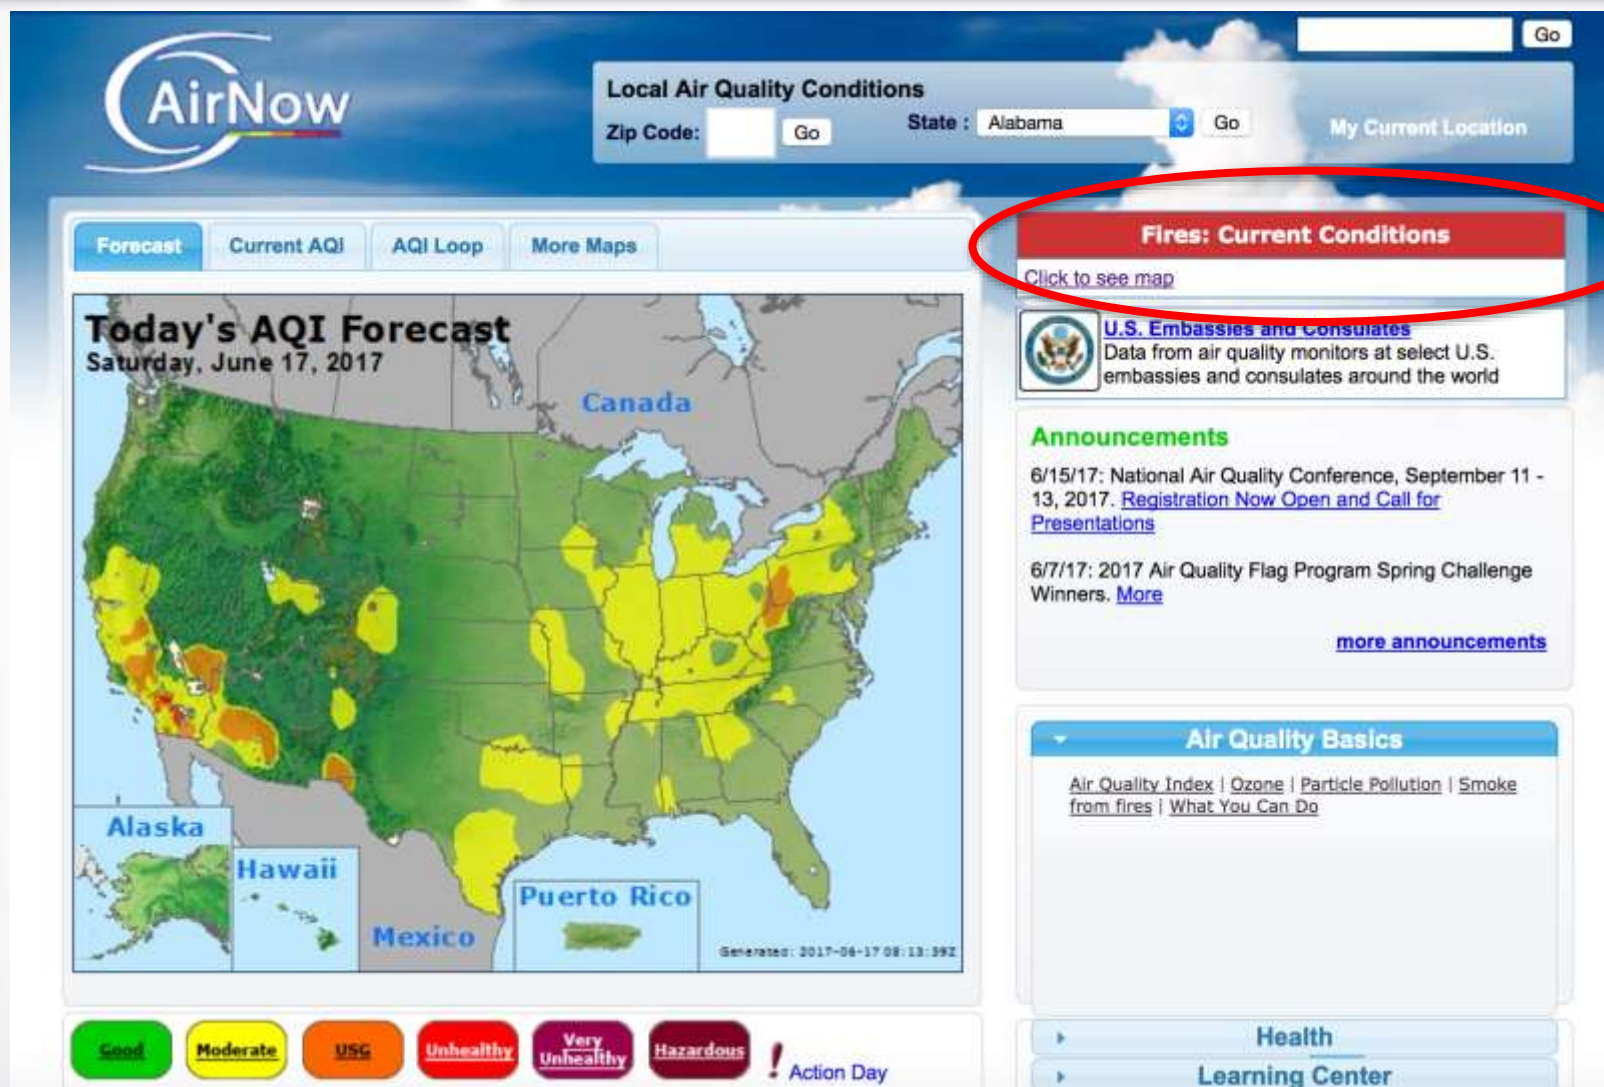 Go
AirNow
Local Air Quality Conditions
Zip Code:
Go
State :
Alabama
Go
My Current Location
Forecast
Current AQI
AQI Loop
More Maps
Today's AQI Forecast
Saturday, June 17, 2017
Canada
Alaska
Hawaii
Mexico
Puerto Rico
Generated: 2017-06-17 08:13:39Z
Good
Moderate
USG
Unhealthy
Very
Unhealthy
Hazardous
! Action Day
Fires: Current Conditions
Click to see map
U.S. Embassies and Consulates
Data from air quality monitors at select U.S.
embassies and consulates around the world
Announcements
6/15/17: National Air Quality Conference, September 11 -
13, 2017. Registration Now Open and Call for
Presentations
6/7/17: 2017 Air Quality Flag Program Spring Challenge
Winners. More
more announcements
Air Quality Basics
Air Quality Index | Ozone | Particle Pollution | Smoke
from fires | What You Can Do
Health
Learning Center